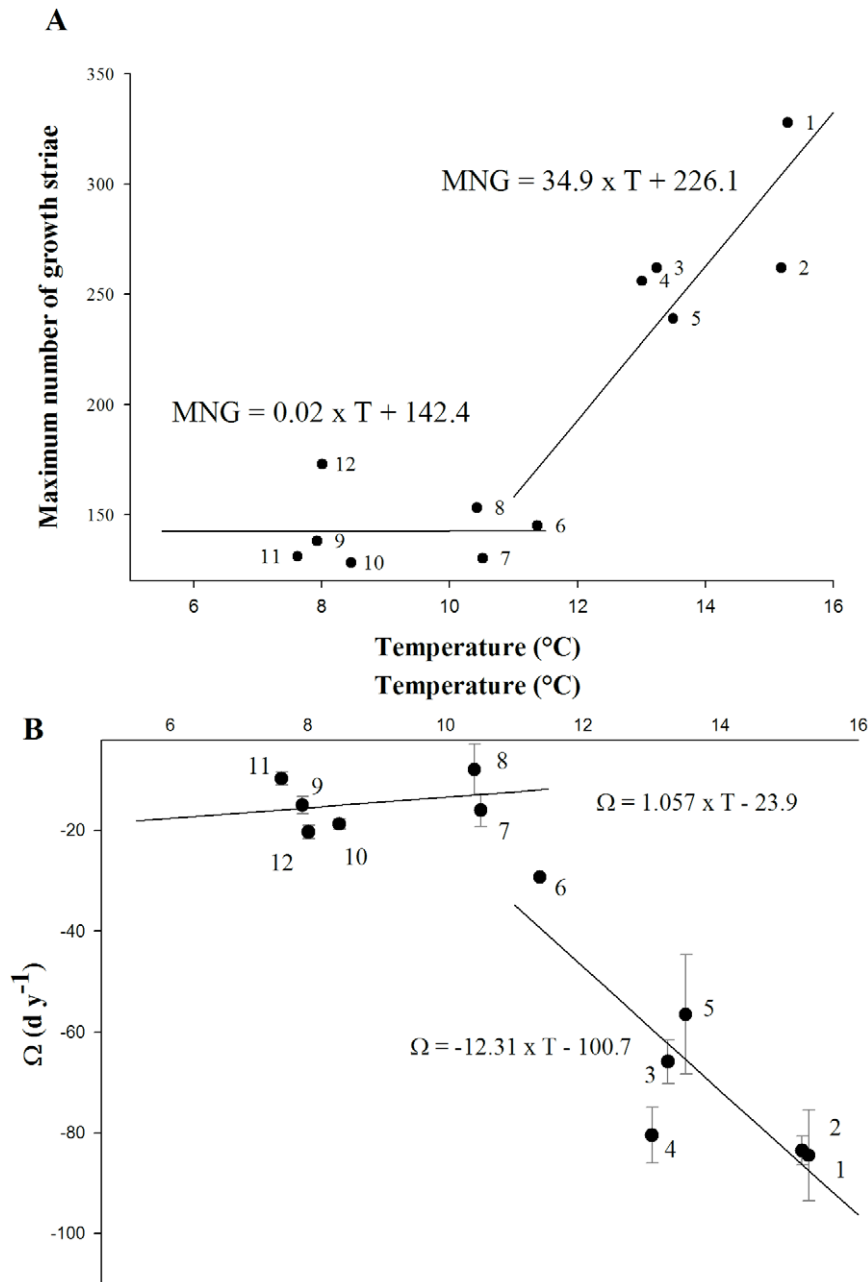 A
350
300
250
200
150
Maximum number of growth striae
MNG = 34.9 x T + 226.1
MNG = 0.02 x T + 142.4
1
2
3
4
5
12
8
6
9
11
10
7
6 8 10 12 14 16
Temperature (°C)
Temperature (°C)
B
6 8 10 12 14 16
-20
-40
-60
-80
-100
Ω (d y⁻¹)
11
9
8
12
10
7
Ω = 1.057 x T - 23.9
6
5
Ω = -12.31 x T - 100.7
3
4
2
1